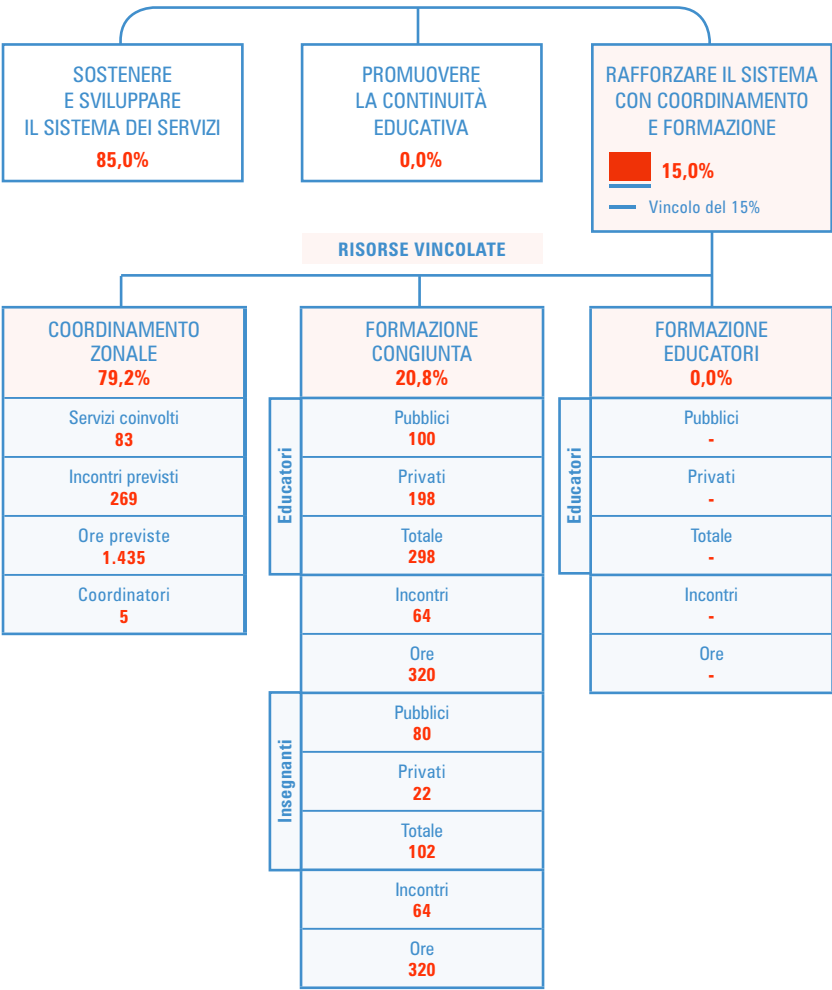 SOSTENERE
E SVILUPPARE
IL SISTEMA DEI SERVIZI
85,0%
PROMUOVERE
LA CONTINUITÀ
EDUCATIVA
0,0%
RAFFORZARE IL SISTEMA
CON COORDINAMENTO
E FORMAZIONE
15,0%
Vincolo del 15%
RISORSE VINCOLATE
COORDINAMENTO
ZONALE
79,2%
Servizi coinvolti
83
Incontri previsti
269
Ore previste
1.435
Coordinatori
5
FORMAZIONE
CONGIUNTA
20,8%
Educatori
Pubblici
100
Privati
198
Totale
298
Incontri
64
Ore
320
Insegnanti
Pubblici
80
Privati
22
Totale
102
Incontri
64
Ore
320
FORMAZIONE
EDUCATORI
0,0%
Educatori
Pubblici
-
Privati
-
Totale
-
Incontri
-
Ore
-